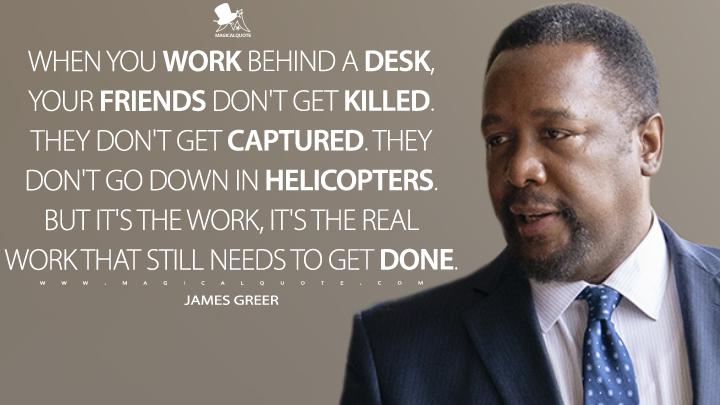 MAGICALQUOTE
WHEN YOU WORK BEHIND A DESK,
YOUR FRIENDS DON'T GET KILLED.
THEY DON'T GET CAPTURED. THEY
DON'T GO DOWN IN HELICOPTERS.
BUT IT'S THE WORK, IT'S THE REAL
WORK THAT STILL NEEDS TO GET DONE.
WWW.MAGICALQUOTE.COM
JAMES GREER